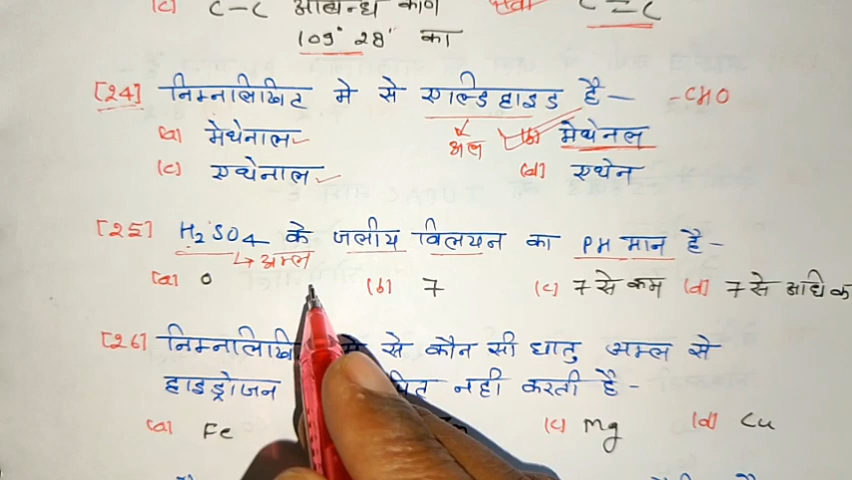 (c) C-C आबन्ध कोण C=C
109° 28' का
[24] निम्नलिखित मे से एल्डिहाइड है- -CHO
(a) मेथेनाल (b) मेथेनल
अल
(c) एथेनाल (d) एथेन
[25] H2SO4 के जलीय विलयन का PH मान है-
→ अम्ल
(a) 0 (b) 7 (c) 7 से कम (d) 7 से अधिक
[26] निम्नलिखि से कौन सी धातु अम्ल से
हाइड्रोजन नही करती है-
(a) Fe (c) Mg (d) Cu